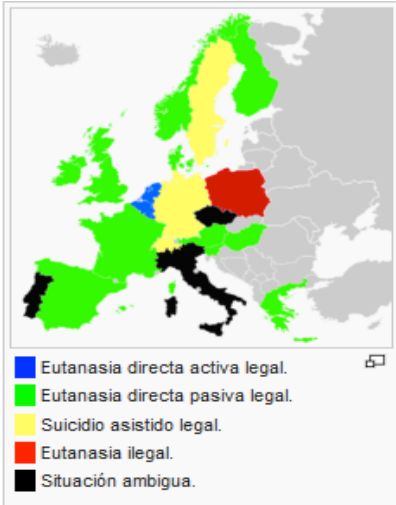 Eutanasia directa activa legal.
Eutanasia directa pasiva legal.
Suicidio asistido legal.
Eutanasia ilegal.
Situación ambigua.